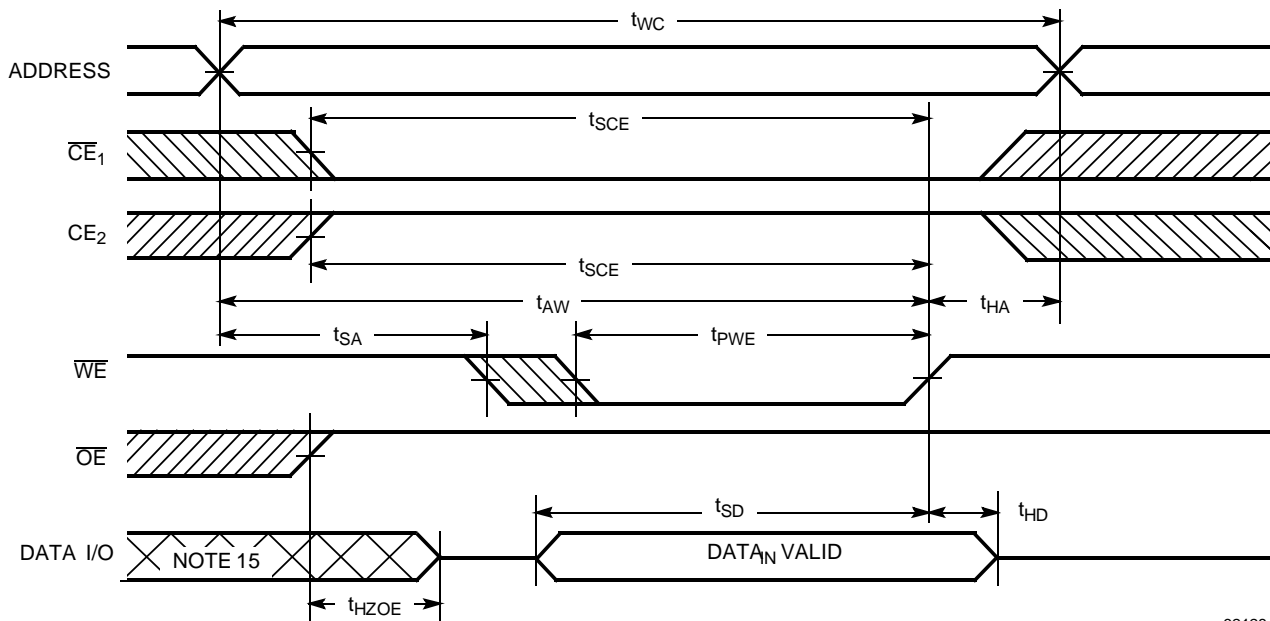 tWC
ADDRESS
tSCE
CE1
CE2
tSCE
tAW
tHA
tSA
tPWE
WE
OE
tSD
tHD
DATA I/O
NOTE 15
DATAIN VALID
tHZOE